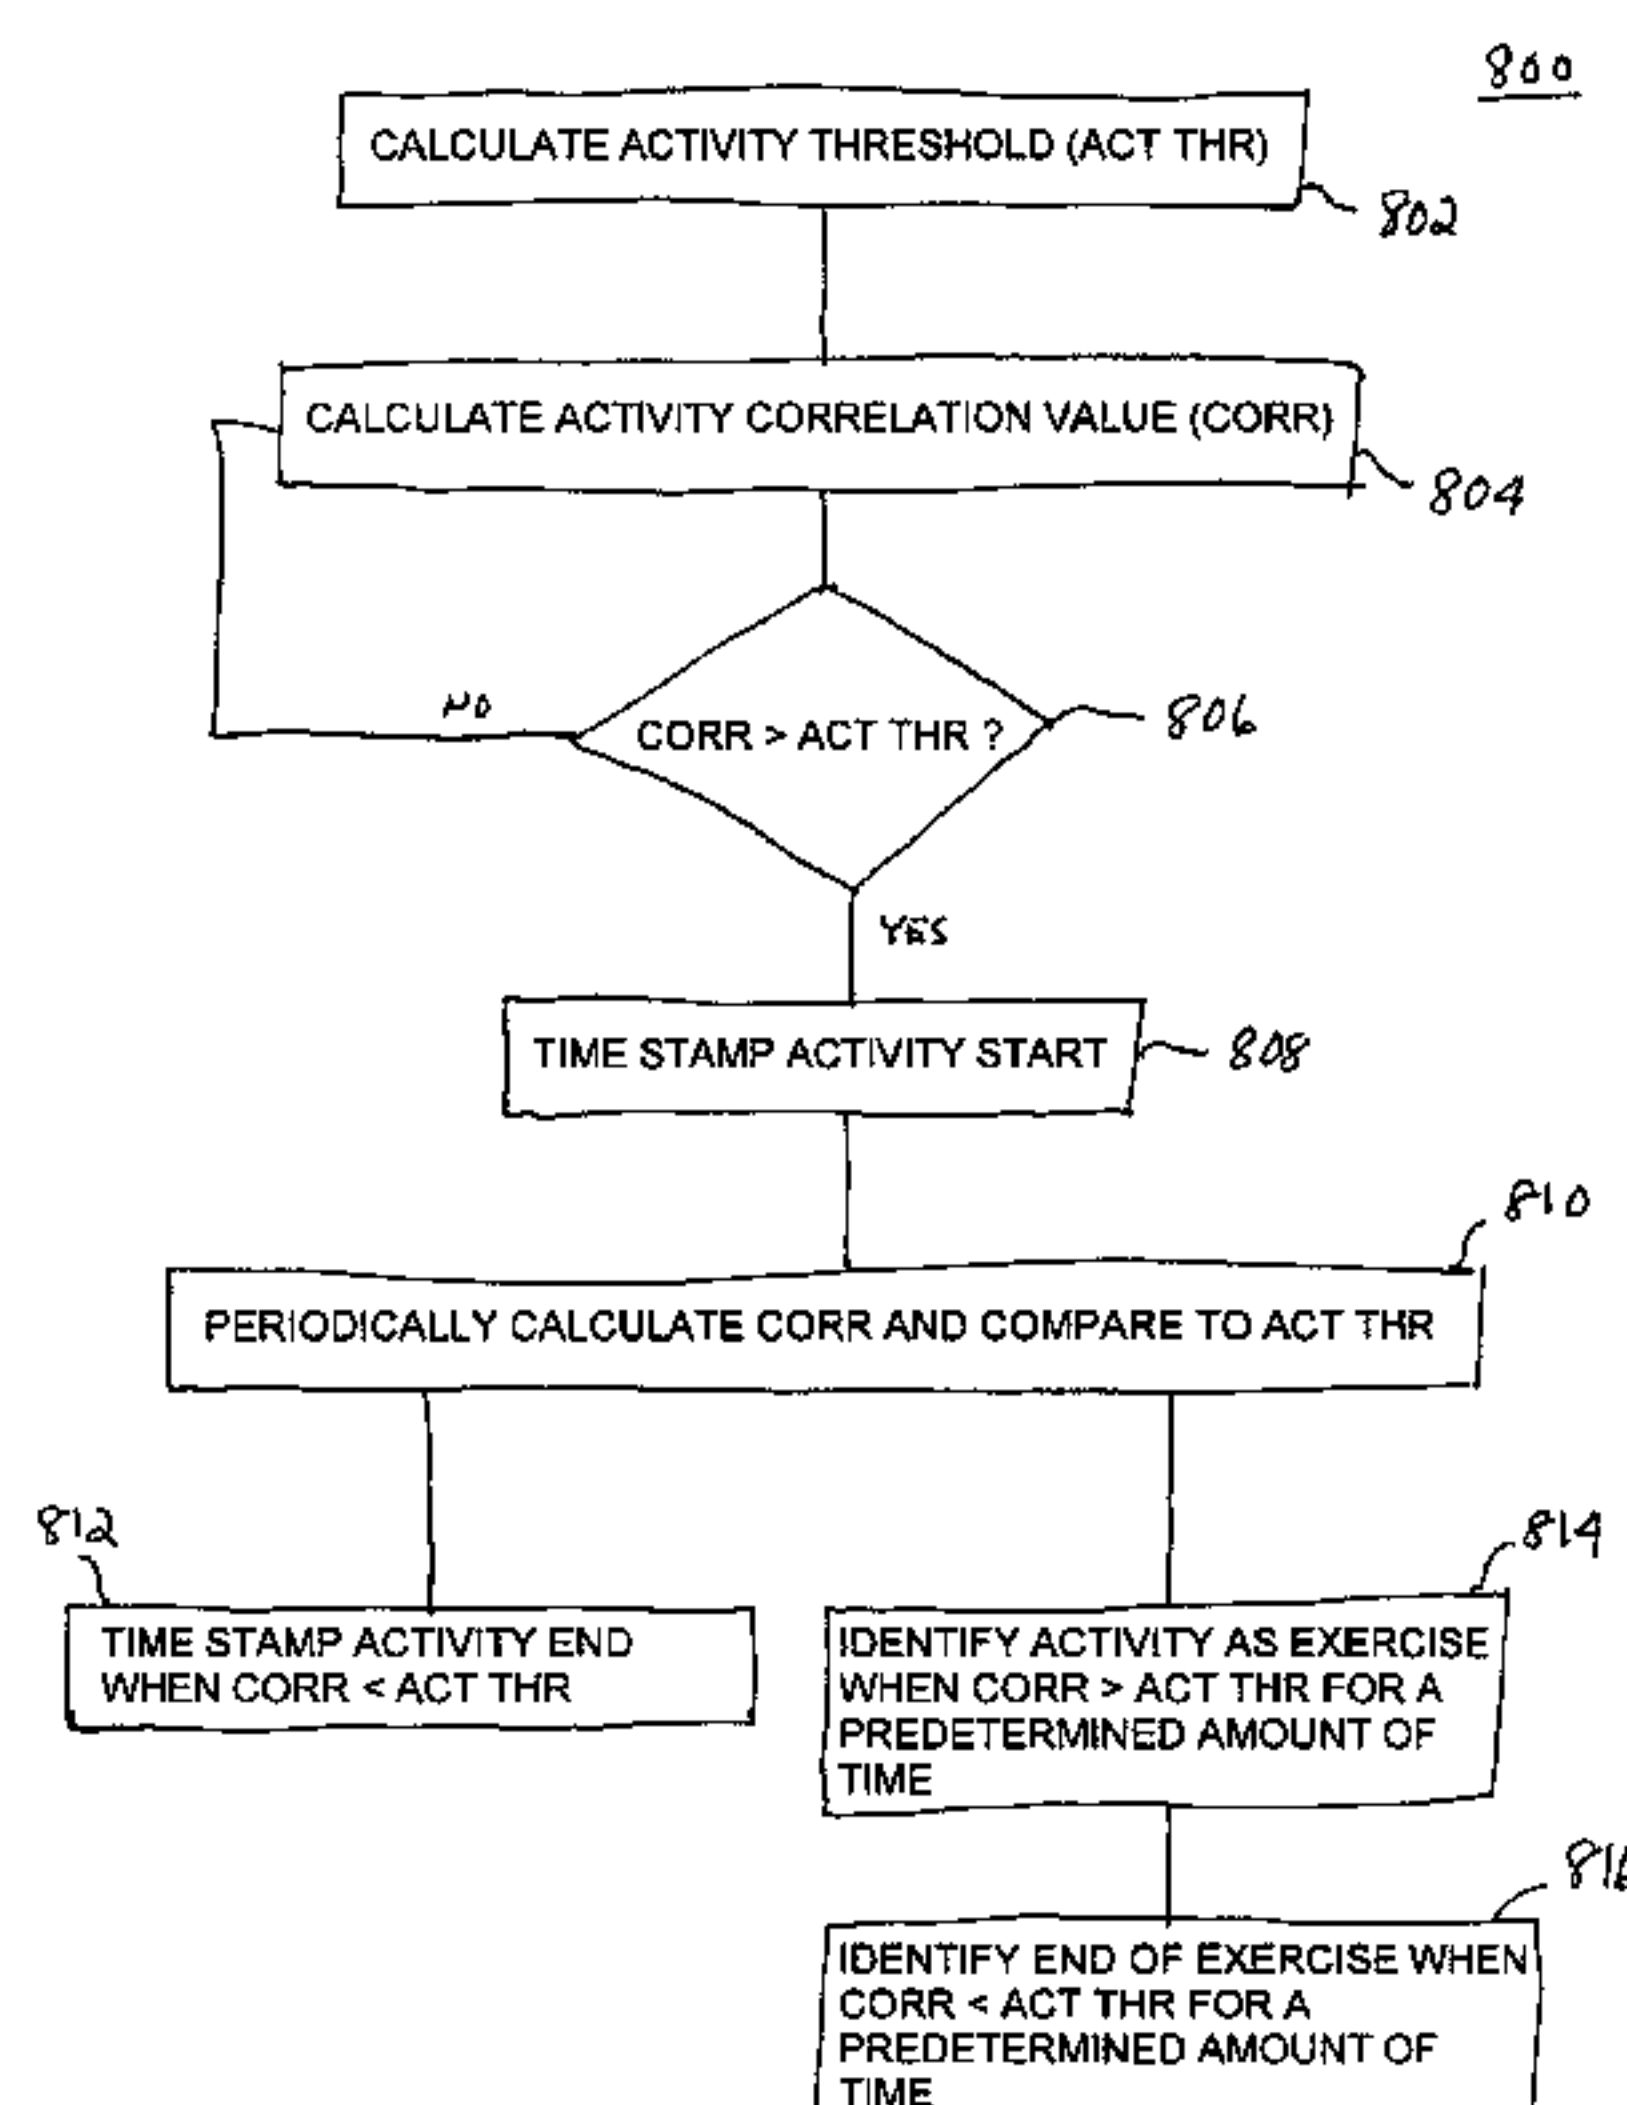 800
CALCULATE ACTIVITY THRESHOLD (ACT THR)
802
CALCULATE ACTIVITY CORRELATION VALUE (CORR)
804
NO
CORR > ACT THR ?
806
YES
TIME STAMP ACTIVITY START
808
810
PERIODICALLY CALCULATE CORR AND COMPARE TO ACT THR
812
TIME STAMP ACTIVITY END
WHEN CORR < ACT THR
814
IDENTIFY ACTIVITY AS EXERCISE
WHEN CORR > ACT THR FOR A
PREDETERMINED AMOUNT OF
TIME
816
IDENTIFY END OF EXERCISE WHEN
CORR < ACT THR FOR A
PREDETERMINED AMOUNT OF
TIME